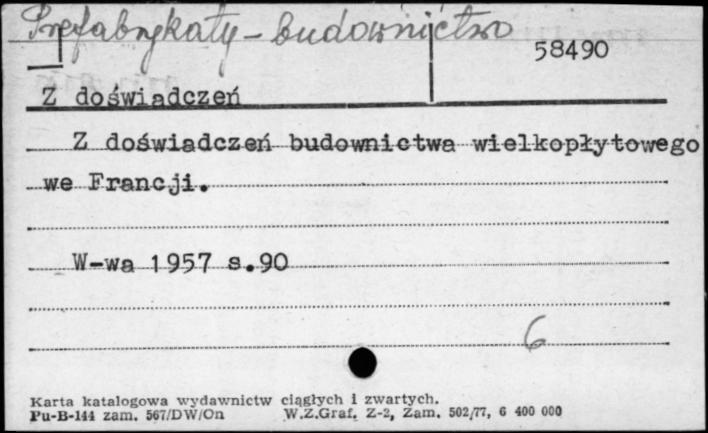 Prefabrykaty - budownictwo
58490
Z doświadczeń
Z doświadczeń budownictwa wielkopłytowego
we Francji.
W-wa 1957 s.90
6
Karta katalogowa wydawnictw ciągłych i zwartych.
Pu-B-144 zam. 567/DW/On W.Z.Graf. Z-2, Zam. 502/77, 6 400 000